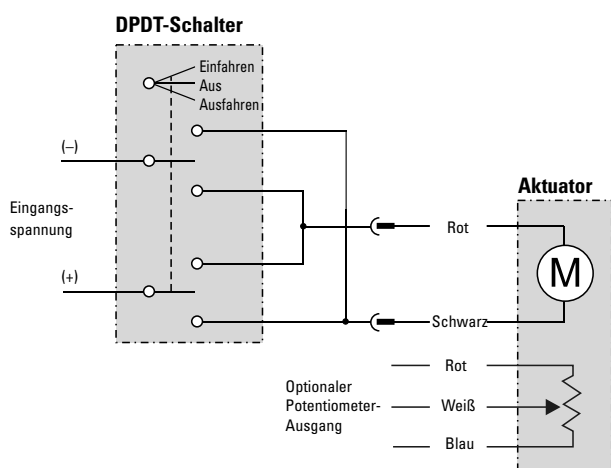 DPDT-Schalter
Einfahren
Aus
Ausfahren
(–)
Eingangs-
spannung
(+)
Aktuator
Rot
M
Schwarz
Rot
Optionaler
Potentiometer-
Ausgang
Weiß
Blau